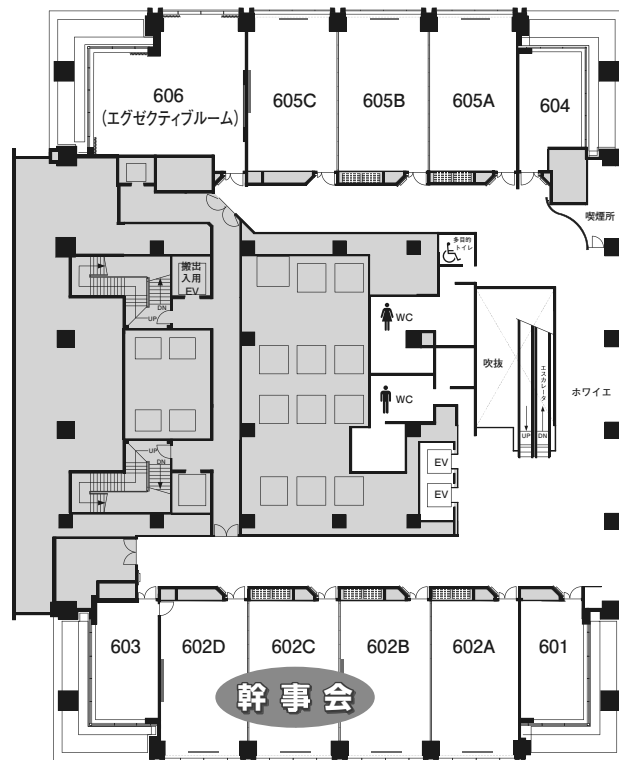 606
(エグゼクティブルーム)
605C
605B
605A
604
喫煙所
多目的
トイレ
搬出
入用
EV
DN
UP
WC
吹抜
エスカレータ
ホワイエ
WC
UP
DN
UP
DN
EV
EV
603
602D
602C
602B
602A
601
幹事会